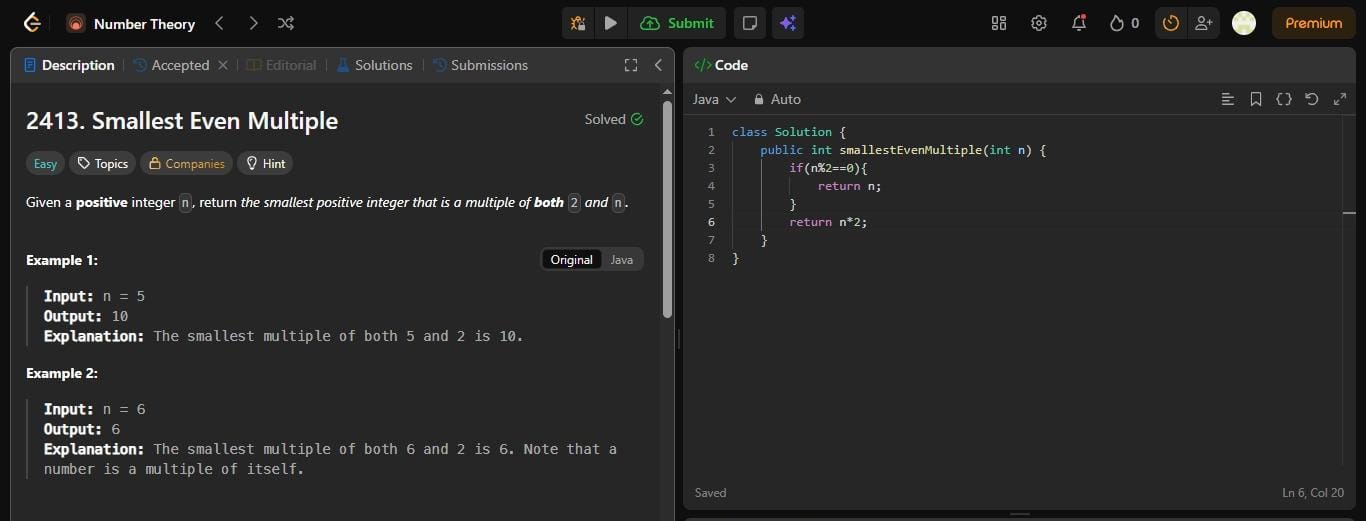 Number Theory
Submit
0
Premium
Description
Accepted
Editorial
Solutions
Submissions
2413. Smallest Even Multiple
Solved
Easy
Topics
Companies
Hint
Given a positive integer n, return the smallest positive integer that is a multiple of both 2 and n.
Example 1:
Original Java
Input: n = 5
Output: 10
Explanation: The smallest multiple of both 5 and 2 is 10.
Example 2:
Input: n = 6
Output: 6
Explanation: The smallest multiple of both 6 and 2 is 6. Note that a
number is a multiple of itself.
</> Code
Java
Auto
1 class Solution {
2     public int smallestEvenMultiple(int n) {
3         if(n%2==0){
4             return n;
5         }
6         return n*2;
7     }
8 }
Saved
Ln 6, Col 20